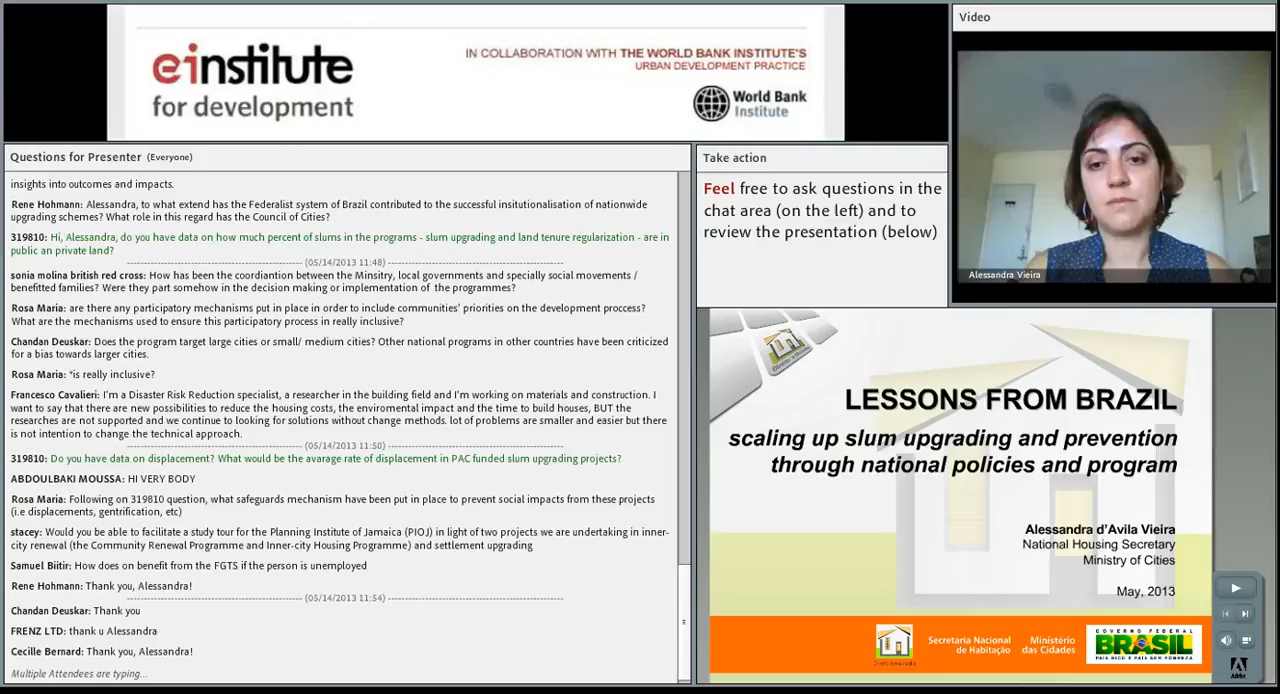 einstitute
for development
IN COLLABORATION WITH THE WORLD BANK INSTITUTE'S
URBAN DEVELOPMENT PRACTICE
World Bank
Institute
Video
Alessandra Vieira
Questions for Presenter (Everyone)
insights into outcomes and impacts.
Rene Hohmann: Alessandra, to what extend has the Federalist system of Brazil contributed to the successful insitutionalisation of nationwide
upgrading schemes? What role in this regard has the Council of Cities?
319810: Hi, Alessandra, do you have data on how much percent of slums in the programs - slum upgrading and land tenure regularization - are in
public an private land?
(05/14/2013 11:48)
sonia molina british red cross: How has been the coordiantion between the Minsitry, local governments and specially social movements /
benefitted families? Were they part somehow in the decision making or implementation of the programmes?
Rosa Maria: are there any participatory mechanisms put in place in order to include communities' priorities on the development proccess?
What are the mechanisms used to ensure this participatory process in really inclusive?
Chandan Deuskar: Does the program target large cities or small/ medium cities? Other national programs in other countries have been criticized
for a bias towards larger cities.
Rosa Maria: *is really inclusive?
Francesco Cavalieri: I'm a Disaster Risk Reduction specialist, a researcher in the building field and I'm working on materials and construction. I
want to say that there are new possibilities to reduce the housing costs, the enviromental impact and the time to build houses, BUT the
researches are not supported and we continue to looking for solutions without change methods. lot of problems are smaller and easier but there
is not intention to change the technical approach.
(05/14/2013 11:50)
319810: Do you have data on displacement? What would be the avarage rate of displacement in PAC funded slum upgrading projects?
ABDOULBAKI MOUSSA: HI VERY BODY
Rosa Maria: Following on 319810 question, what safeguards mechanism have been put in place to prevent social impacts from these projects
(i.e displacements, gentrification, etc)
stacey: Would you be able to facilitate a study tour for the Planning Institute of Jamaica (PIOJ) in light of two projects we are undertaking in inner-
city renewal (the Community Renewal Programme and Inner-city Housing Programme) and settlement upgrading
Samuel Biitir: How does on benefit from the FGTS if the person is unemployed
Rene Hohmann: Thank you, Alessandra!
(05/14/2013 11:54)
Chandan Deuskar: Thank you
FRENZ LTD: thank u Alessandra
Cecille Bernard: Thank you, Alessandra!
Multiple Attendees are typing...
Take action
Feel free to ask questions in the
chat area (on the left) and to
review the presentation (below)
LESSONS FROM BRAZIL
scaling up slum upgrading and prevention
through national policies and program
Alessandra d'Avila Vieira
National Housing Secretary
Ministry of Cities
May, 2013
Secretaria Nacional
de Habitação
Ministério
das Cidades
GOVERNO FEDERAL
BRASIL
PAÍS RICO É PAÍS SEM POBREZA
Adobe